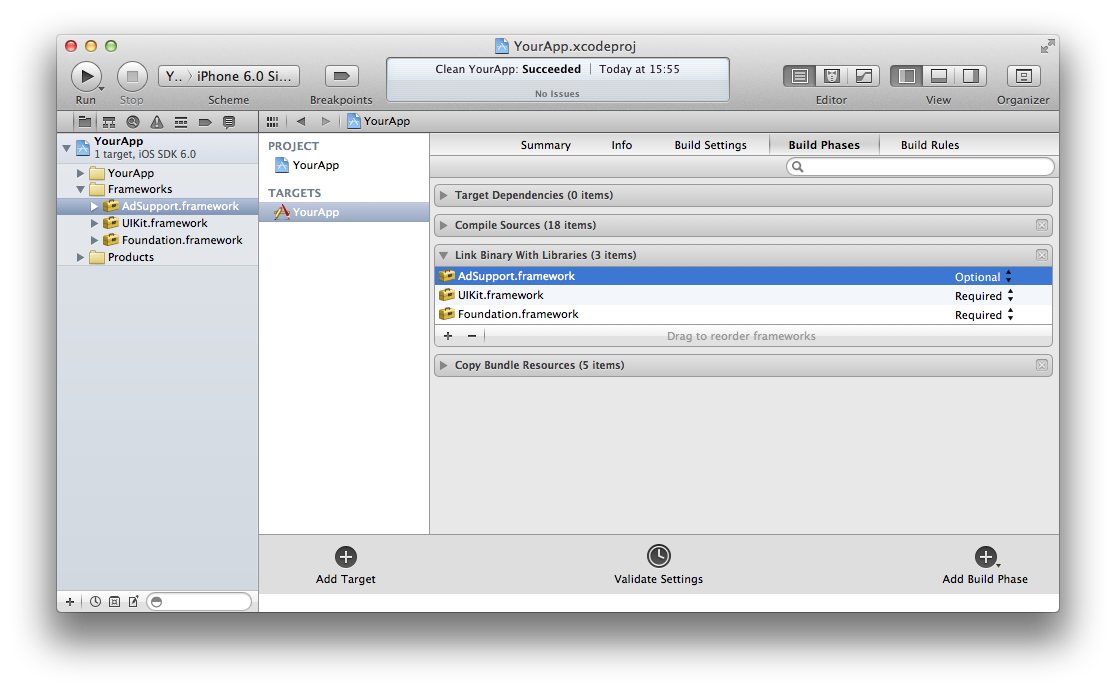 YourApp.xcodeproj
Y.. 〉 iPhone 6.0 Si...
Clean YourApp: Succeeded | Today at 15:55
No Issues
Run Stop Scheme Breakpoints Editor View Organizer
YourApp
YourApp
1 target, iOS SDK 6.0
YourApp
Frameworks
AdSupport.framework
UIKit.framework
Foundation.framework
Products
PROJECT
YourApp
TARGETS
YourApp
Summary Info Build Settings Build Phases Build Rules
Target Dependencies (0 items)
Compile Sources (18 items)
Link Binary With Libraries (3 items)
AdSupport.framework Optional
UIKit.framework Required
Foundation.framework Required
Drag to reorder frameworks
Copy Bundle Resources (5 items)
Add Target Validate Settings Add Build Phase